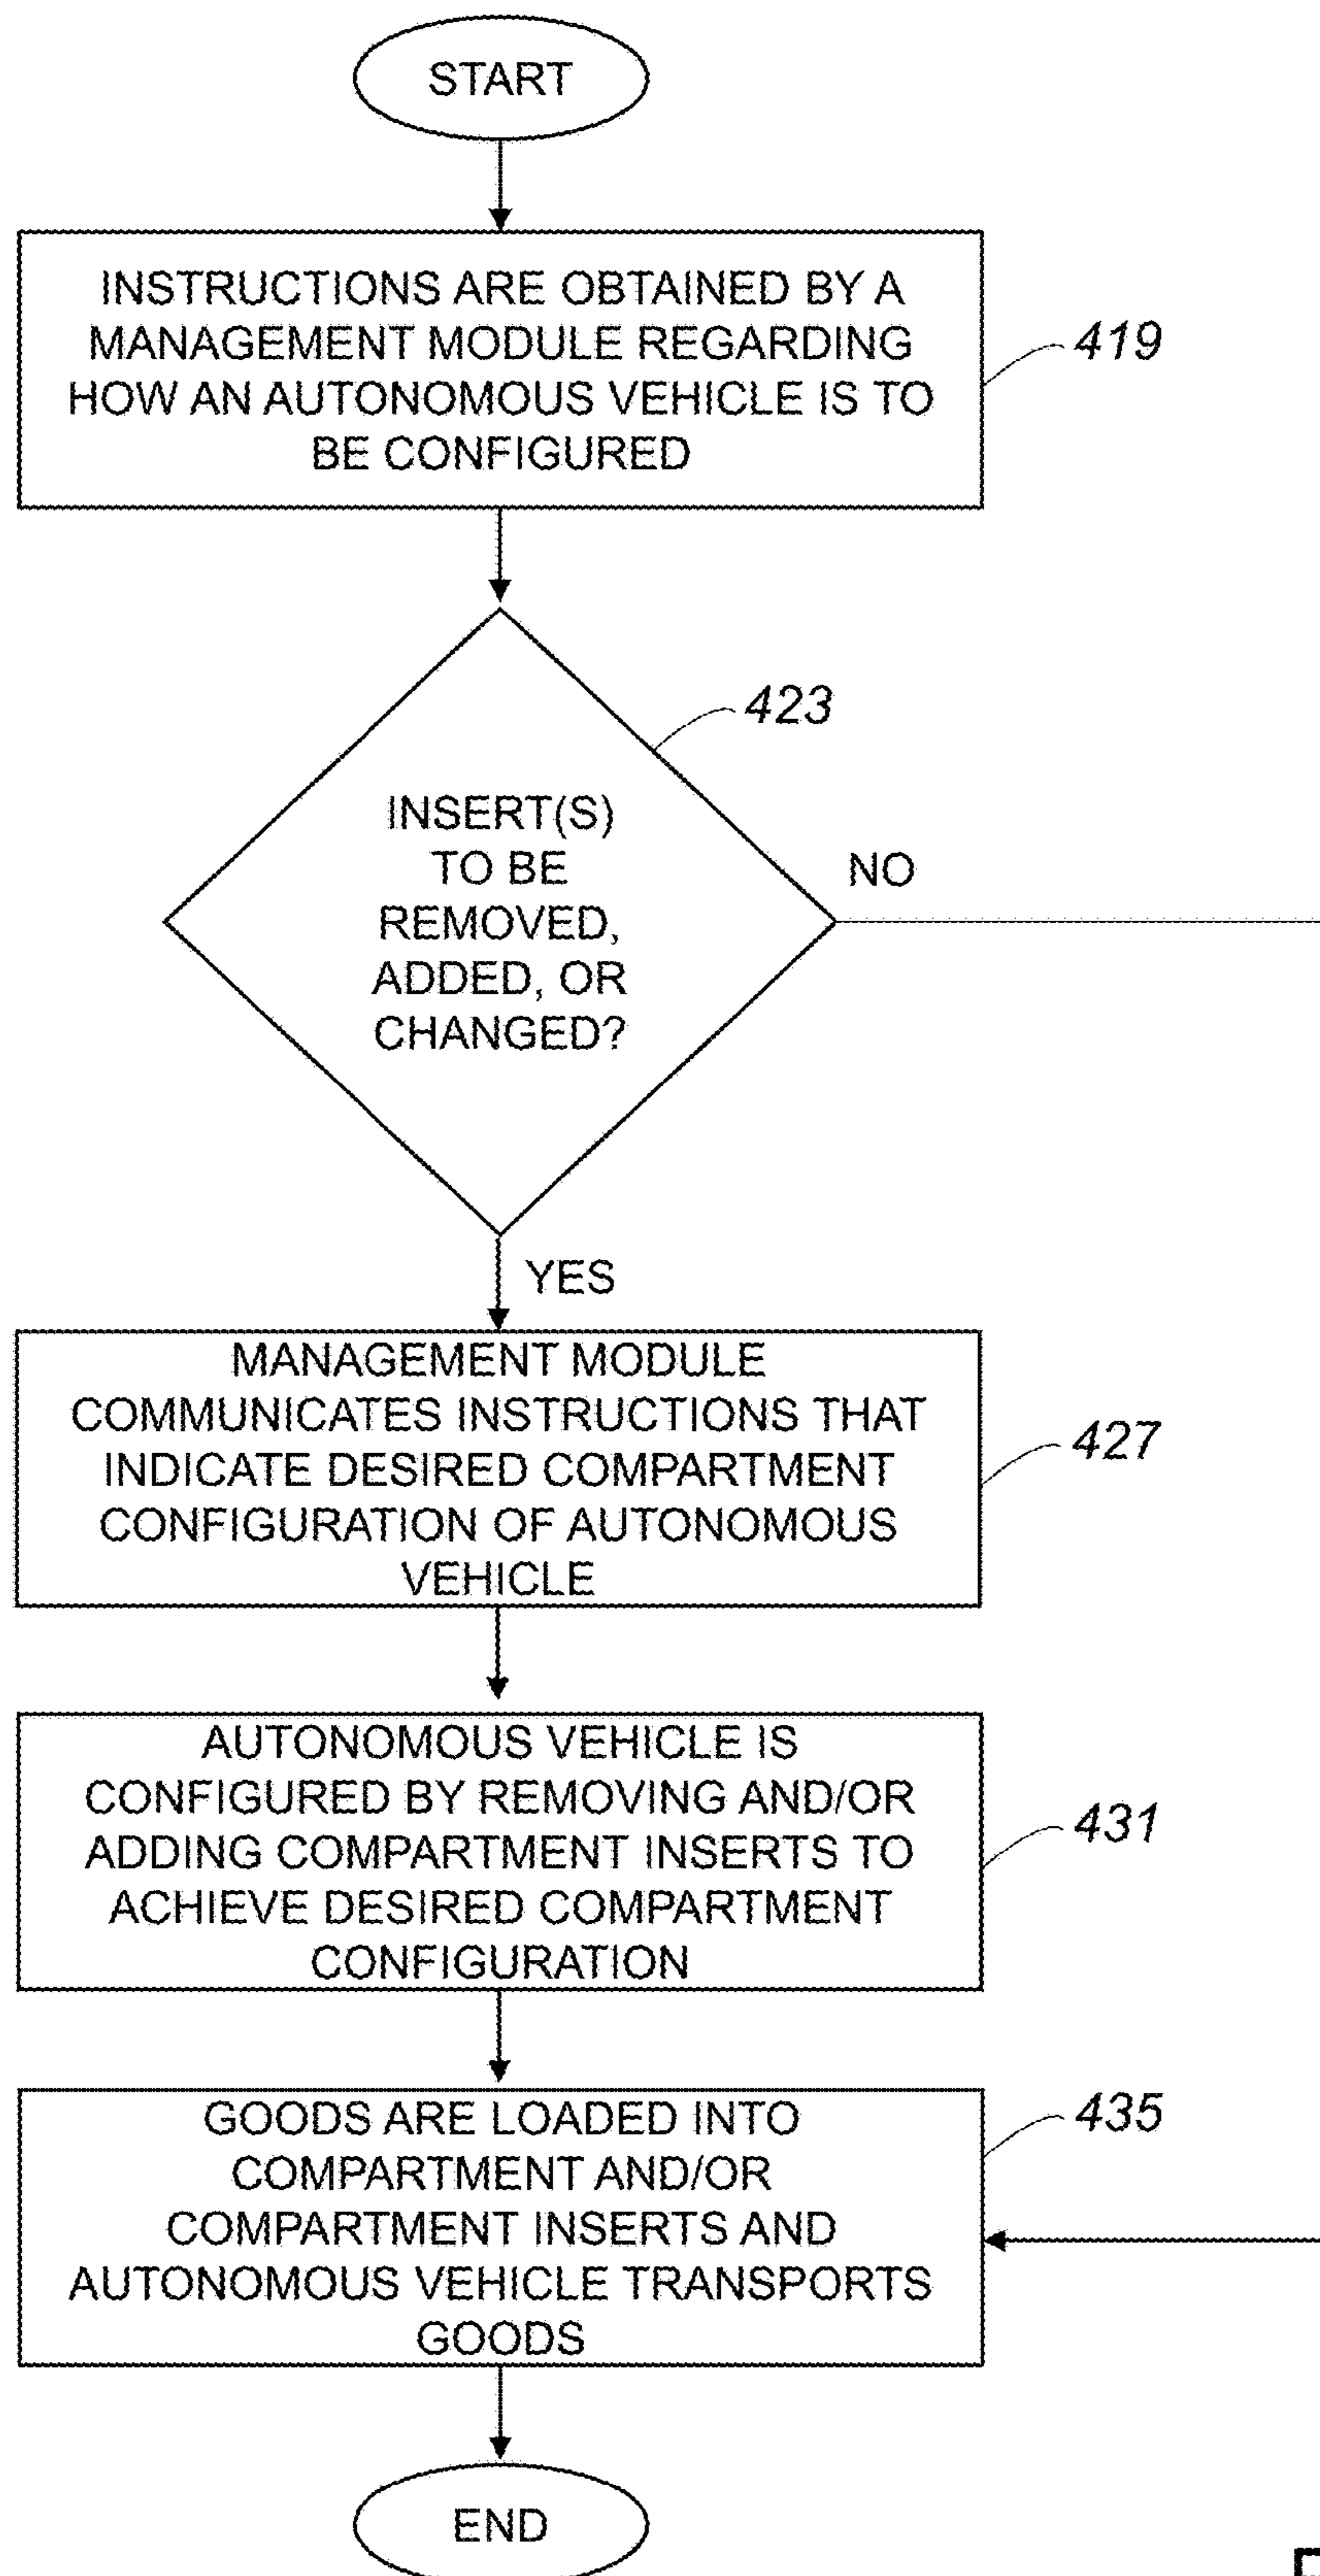 START
INSTRUCTIONS ARE OBTAINED BY A
MANAGEMENT MODULE REGARDING
HOW AN AUTONOMOUS VEHICLE IS TO
BE CONFIGURED
419
423
INSERT(S)
TO BE
REMOVED,
ADDED, OR
CHANGED?
NO
YES
MANAGEMENT MODULE
COMMUNICATES INSTRUCTIONS THAT
INDICATE DESIRED COMPARTMENT
CONFIGURATION OF AUTONOMOUS
VEHICLE
427
AUTONOMOUS VEHICLE IS
CONFIGURED BY REMOVING AND/OR
ADDING COMPARTMENT INSERTS TO
ACHIEVE DESIRED COMPARTMENT
CONFIGURATION
431
GOODS ARE LOADED INTO
COMPARTMENT AND/OR
COMPARTMENT INSERTS AND
AUTONOMOUS VEHICLE TRANSPORTS
GOODS
435
END